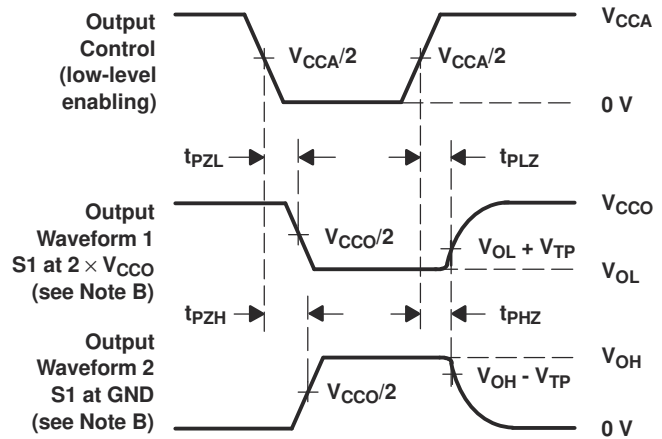 Output
Control
(low-level
enabling)
VCCA/2
VCCA/2
VCCA
0 V
tPZL
tPLZ
Output
Waveform 1
S1 at 2 × VCCO
(see Note B)
VCCO/2
VCCO
VOL + VTP
VOL
tPZH
tPHZ
Output
Waveform 2
S1 at GND
(see Note B)
VCCO/2
VOH
VOH - VTP
0 V